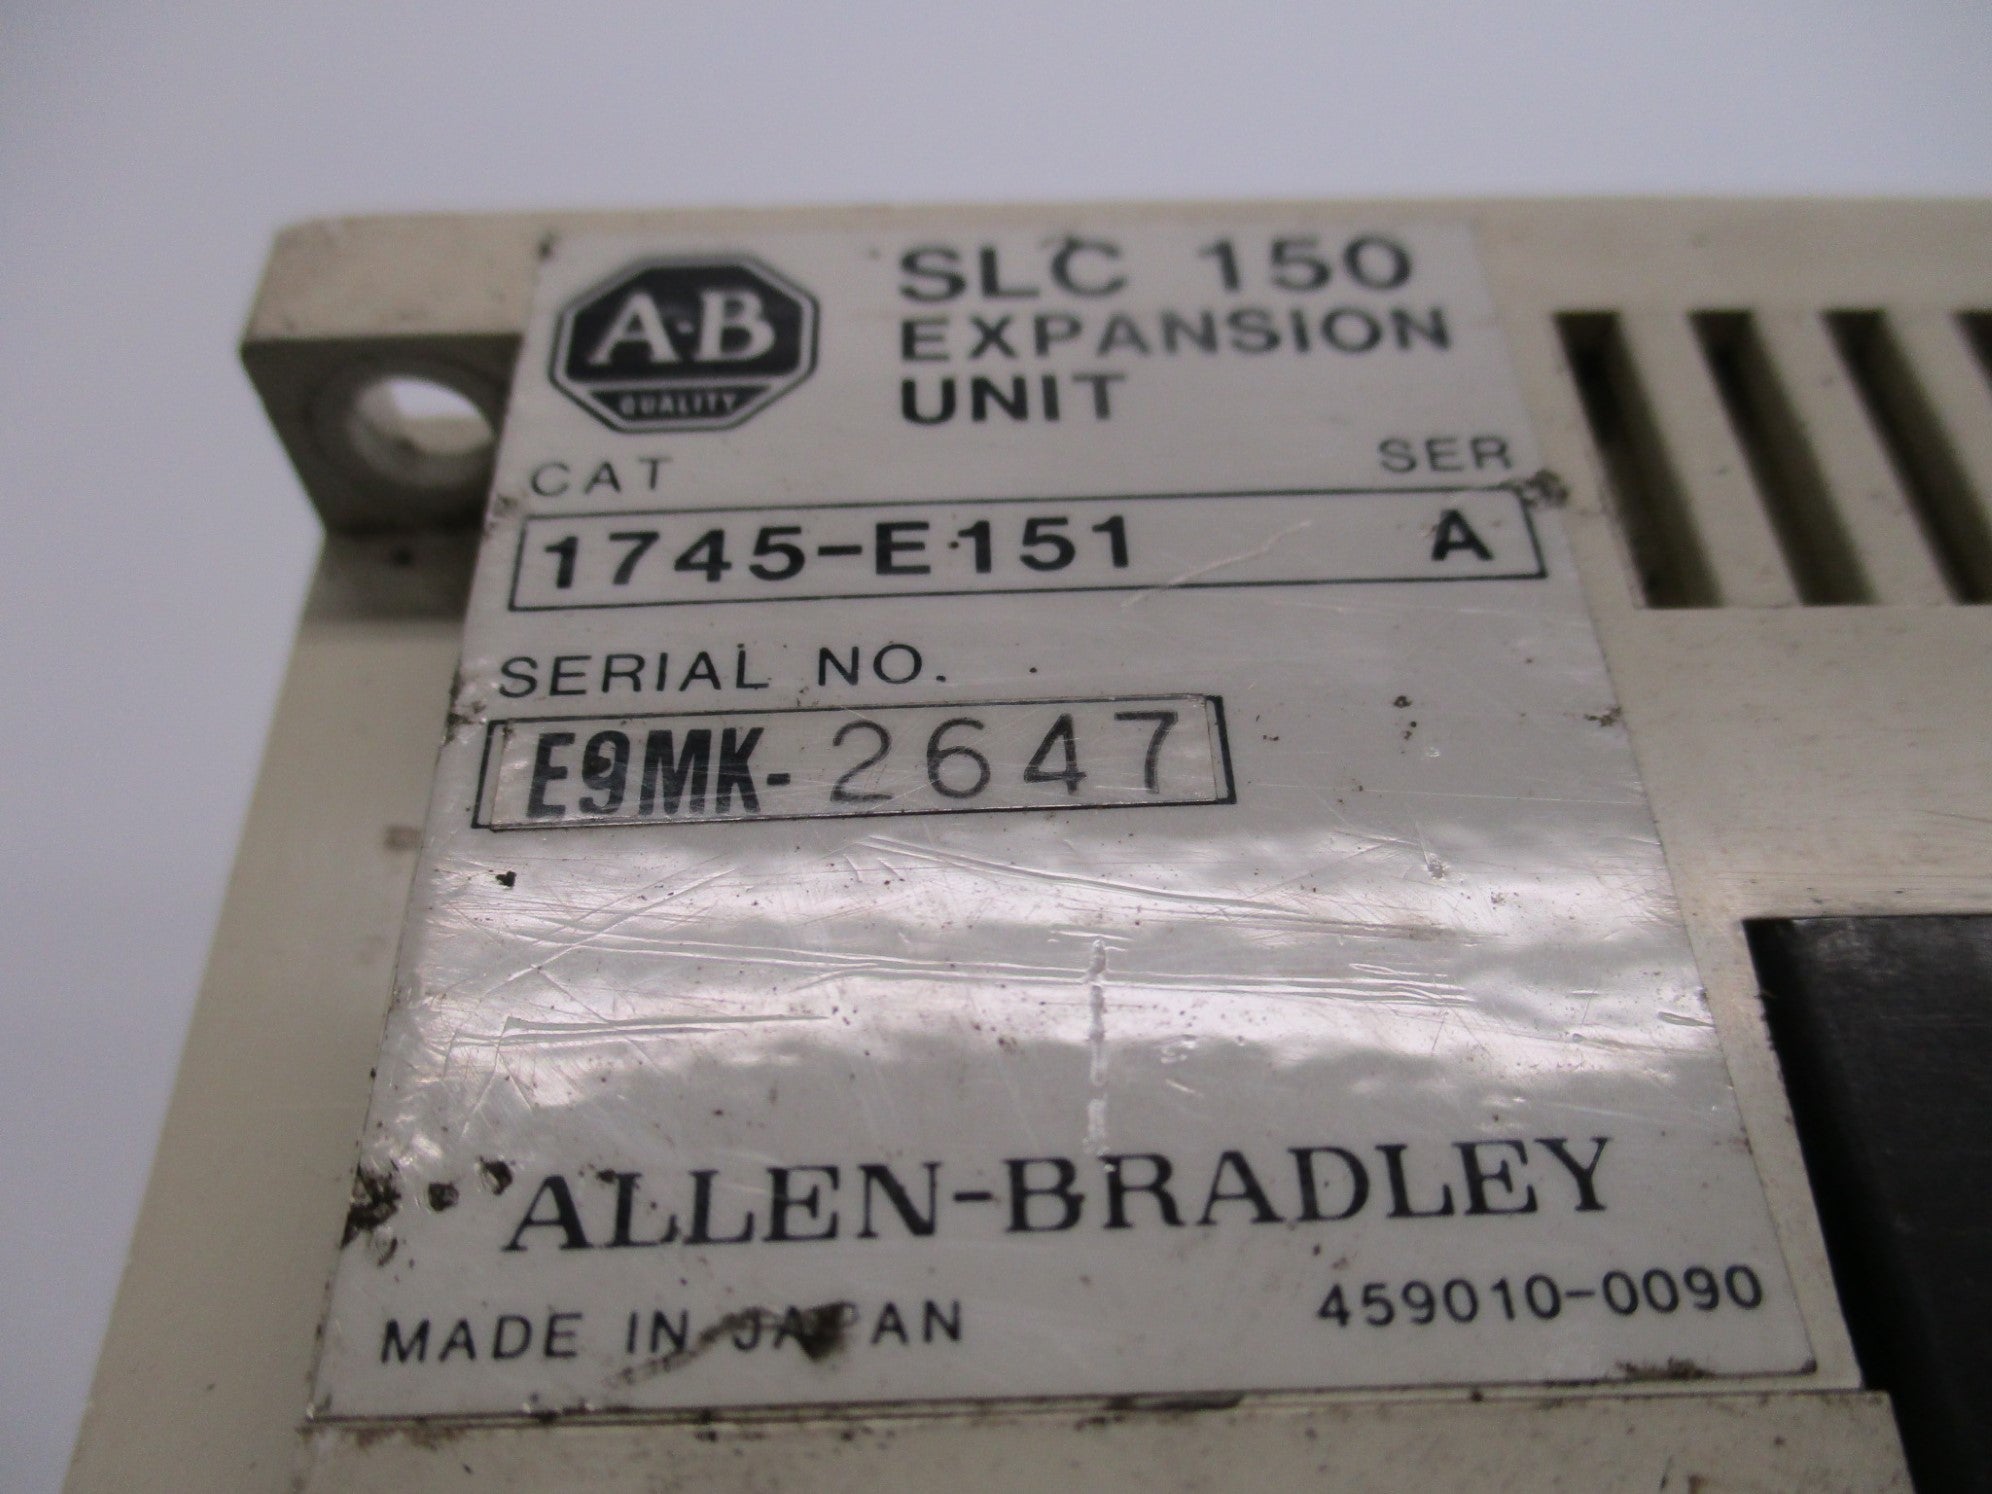 A·B
QUALITY
SLC 150
EXPANSION
UNIT
CAT SER
1745-E151 A
SERIAL NO.
E9MK-2647
ALLEN-BRADLEY
MADE IN JAPAN 459010-0090